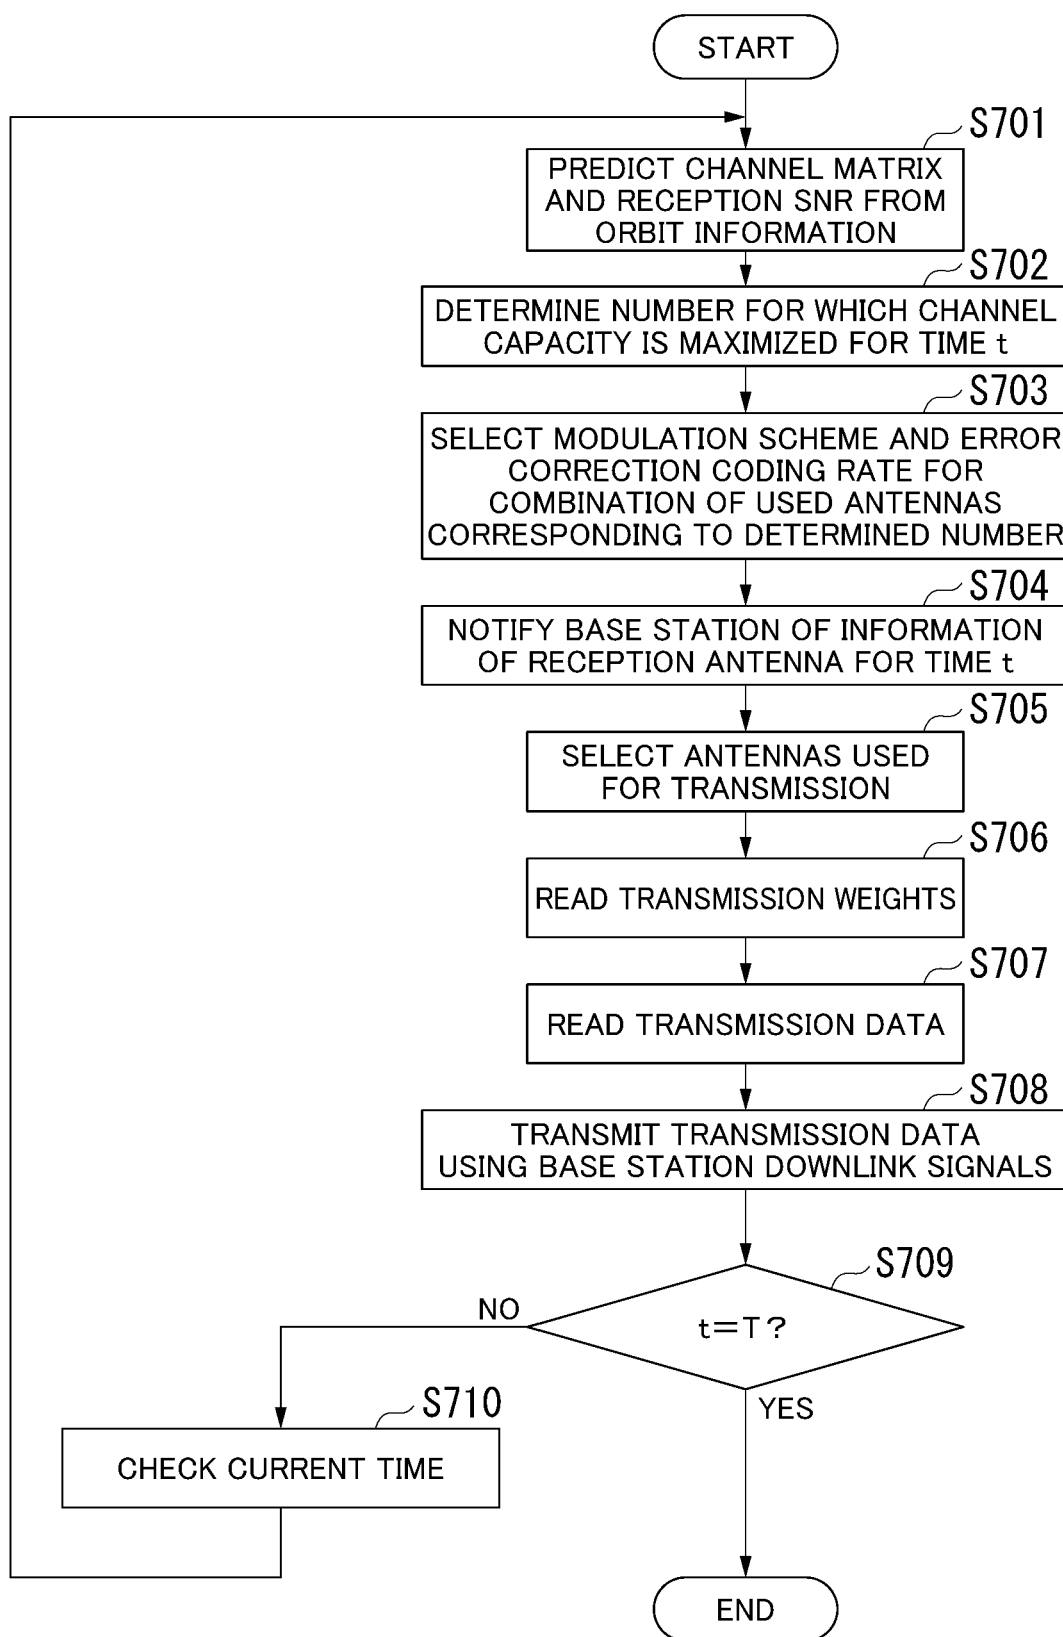 START
S701
PREDICT CHANNEL MATRIX
AND RECEPTION SNR FROM
ORBIT INFORMATION
S702
DETERMINE NUMBER FOR WHICH CHANNEL
CAPACITY IS MAXIMIZED FOR TIME t
S703
SELECT MODULATION SCHEME AND ERROR
CORRECTION CODING RATE FOR
COMBINATION OF USED ANTENNAS
CORRESPONDING TO DETERMINED NUMBER
S704
NOTIFY BASE STATION OF INFORMATION
OF RECEPTION ANTENNA FOR TIME t
S705
SELECT ANTENNAS USED
FOR TRANSMISSION
S706
READ TRANSMISSION WEIGHTS
S707
READ TRANSMISSION DATA
S708
TRANSMIT TRANSMISSION DATA
USING BASE STATION DOWNLINK SIGNALS
S709
NO
t=T?
YES
S710
CHECK CURRENT TIME
END